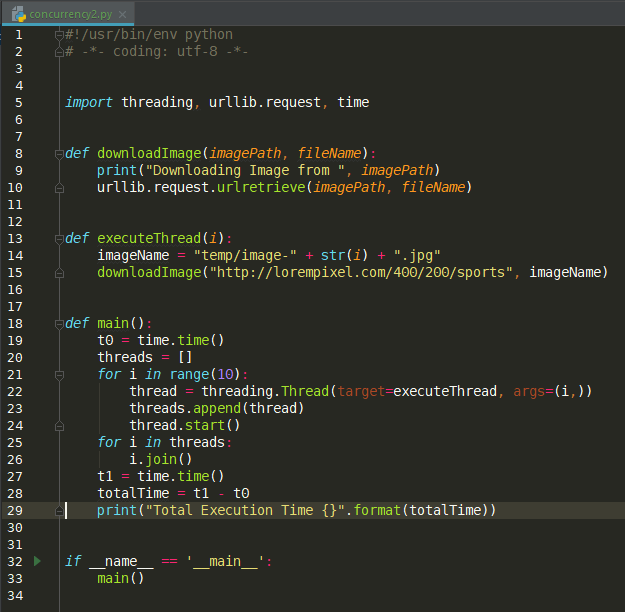 concurrency2.py
1 #!/usr/bin/env python
2 # -*- coding: utf-8 -*-
3
4
5 import threading, urllib.request, time
6
7
8 def downloadImage(imagePath, fileName):
9     print("Downloading Image from ", imagePath)
10     urllib.request.urlretrieve(imagePath, fileName)
11
12
13 def executeThread(i):
14     imageName = "temp/image-" + str(i) + ".jpg"
15     downloadImage("http://lorempixel.com/400/200/sports", imageName)
16
17
18 def main():
19     t0 = time.time()
20     threads = []
21     for i in range(10):
22         thread = threading.Thread(target=executeThread, args=(i,))
23         threads.append(thread)
24         thread.start()
25     for i in threads:
26         i.join()
27     t1 = time.time()
28     totalTime = t1 - t0
29     print("Total Execution Time {}".format(totalTime))
30
31
32 if __name__ == '__main__':
33     main()
34